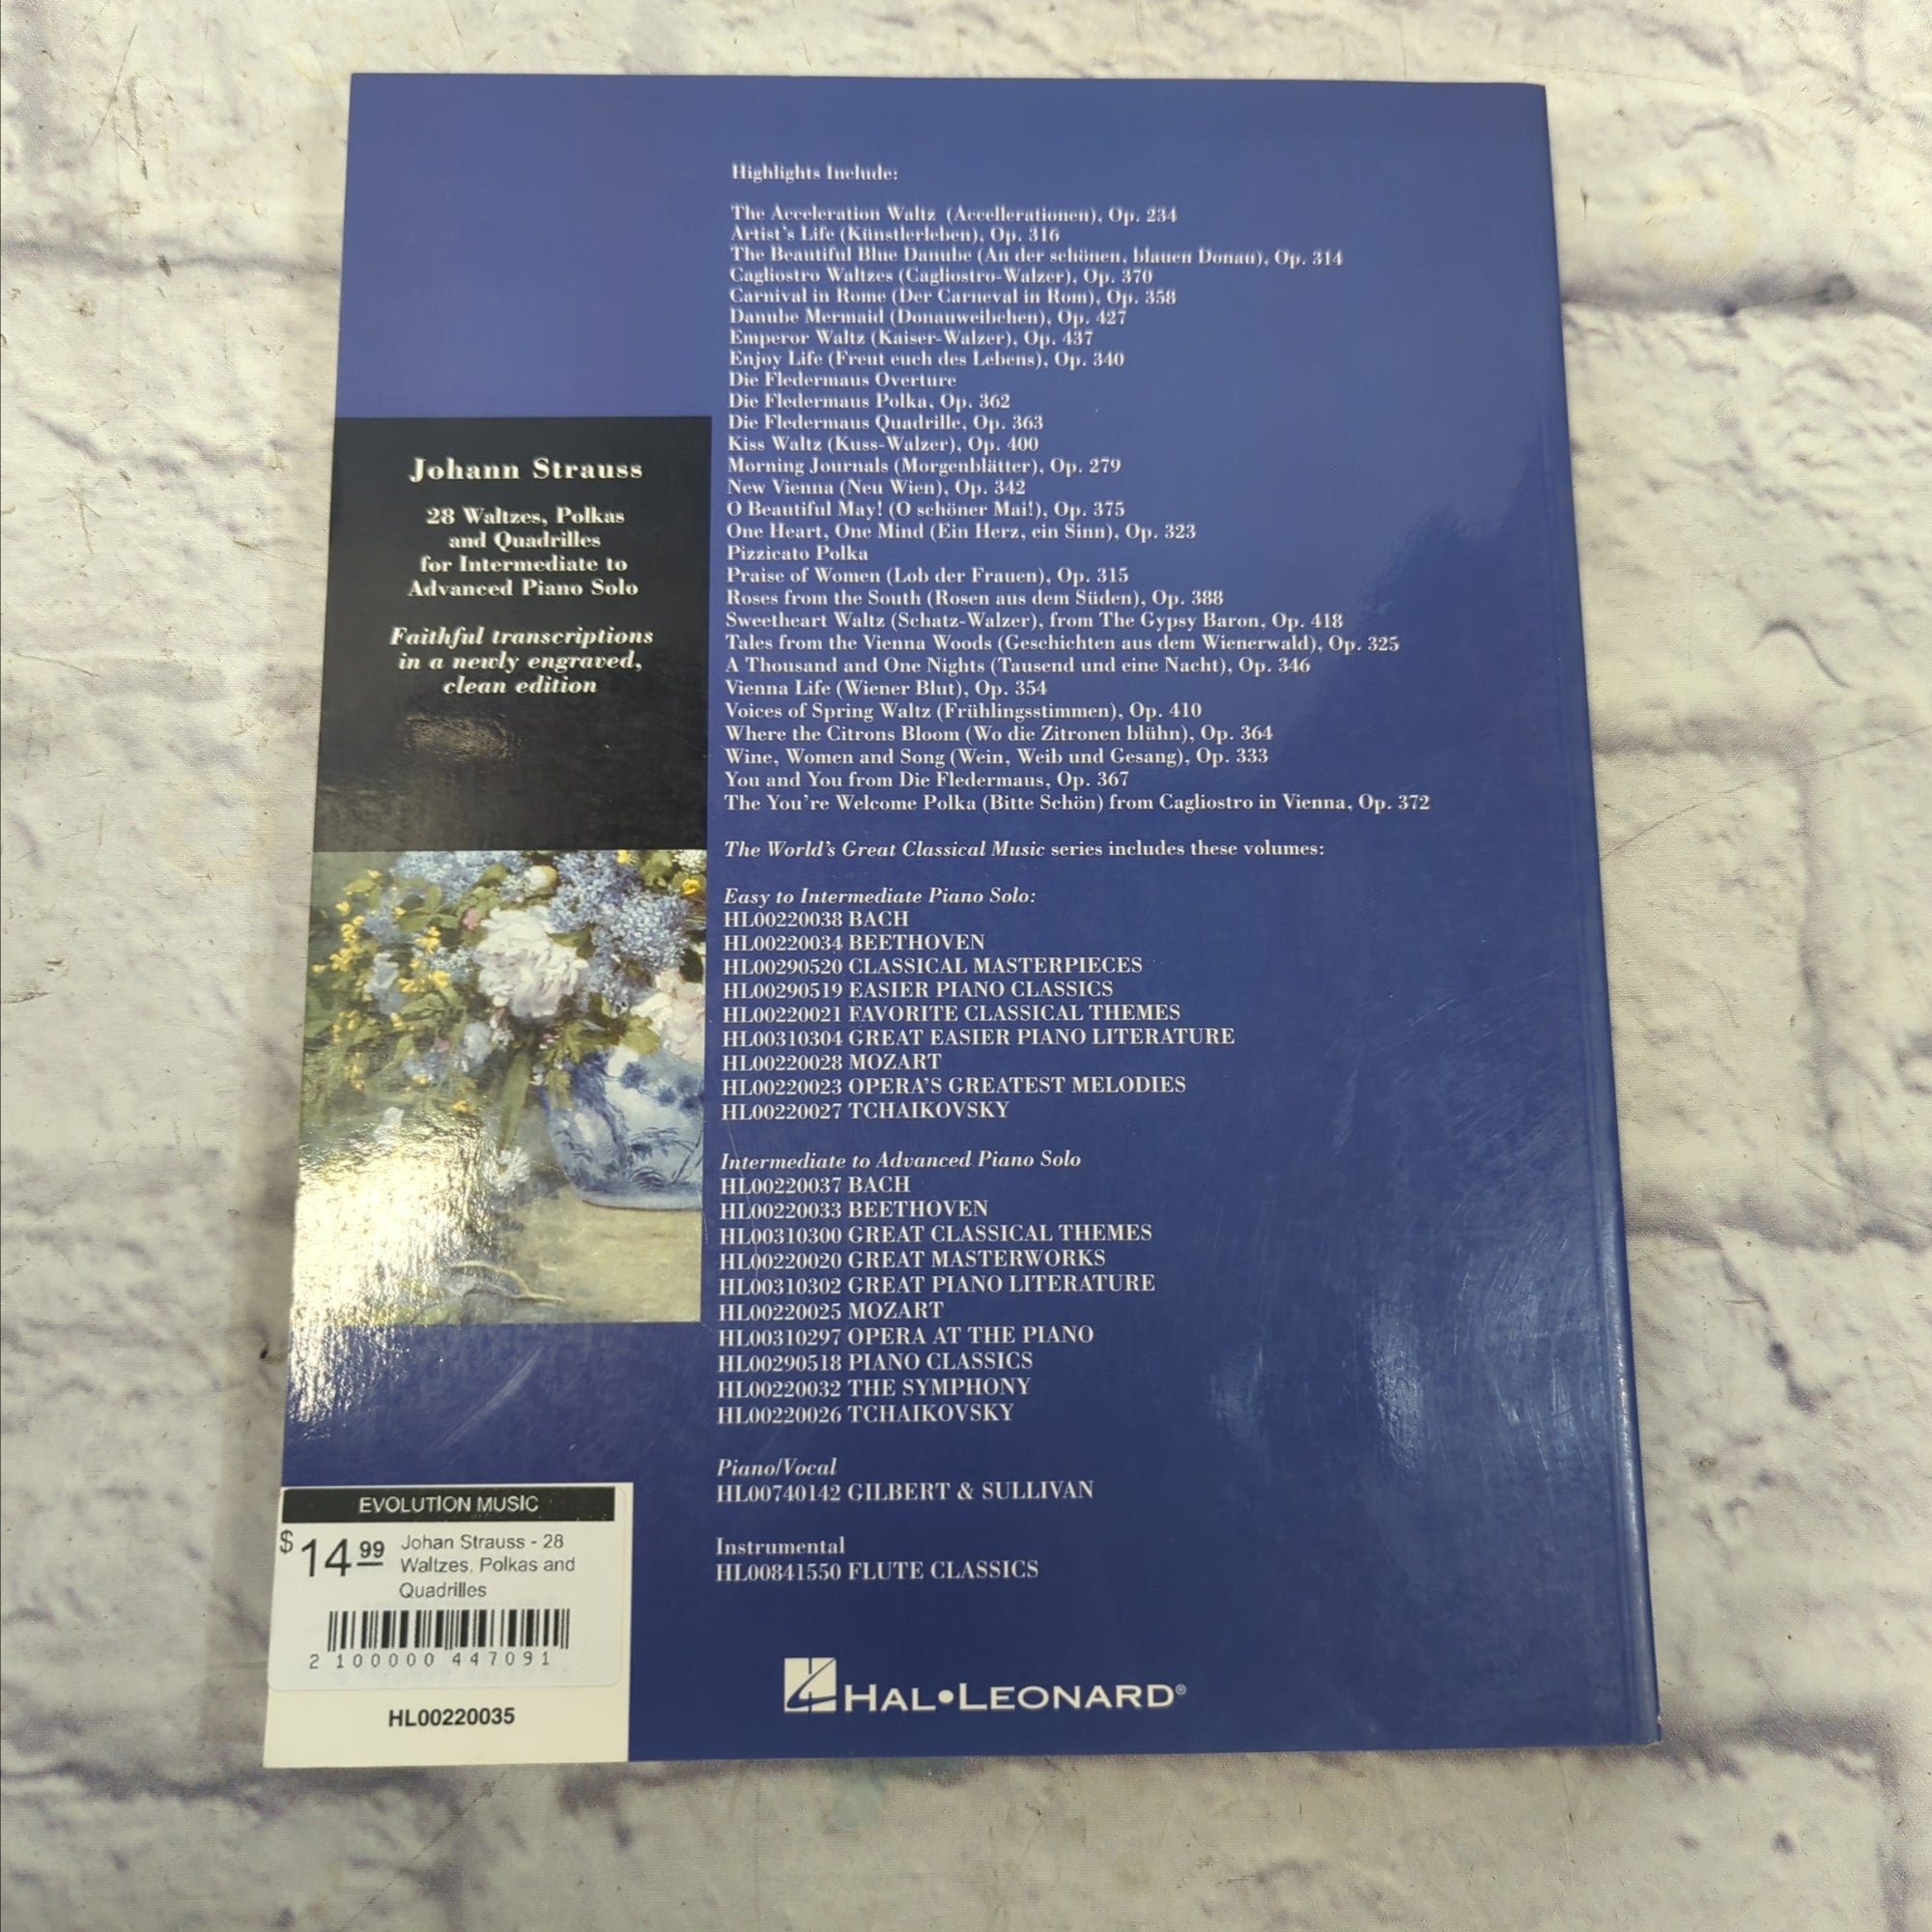 Highlights Include:
The Acceleration Waltz (Accellerationen), Op. 234
Artist's Life (Künstlerleben), Op. 316
The Beautiful Blue Danube (An der schönen, blauen Donau), Op. 314
Cagliostro Waltzes (Cagliostro-Walzer), Op. 370
Carnival in Rome (Der Carneval in Rom), Op. 358
Danube Mermaid (Donauweibchen), Op. 427
Emperor Waltz (Kaiser-Walzer), Op. 437
Enjoy Life (Freut euch des Lebens), Op. 340
Die Fledermaus Overture
Die Fledermaus Polka, Op. 362
Die Fledermaus Quadrille, Op. 363
Kiss Waltz (Kuss-Walzer), Op. 400
Morning Journals (Morgenblätter), Op. 279
New Vienna (Neu Wien), Op. 342
O Beautiful May! (O schöner Mai!), Op. 375
One Heart, One Mind (Ein Herz, ein Sinn), Op. 323
Pizzicato Polka
Praise of Women (Lob der Frauen), Op. 315
Roses from the South (Rosen aus dem Süden), Op. 388
Sweetheart Waltz (Schatz-Walzer), from The Gypsy Baron, Op. 418
Tales from the Vienna Woods (Geschichten aus dem Wienerwald), Op. 325
A Thousand and One Nights (Tausend und eine Nacht), Op. 346
Vienna Life (Wiener Blut), Op. 354
Voices of Spring Waltz (Frühlingsstimmen), Op. 410
Where the Citrons Bloom (Wo die Zitronen blühn), Op. 364
Wine, Women and Song (Wein, Weib und Gesang), Op. 333
You and You from Die Fledermaus, Op. 367
The You're Welcome Polka (Bitte Schön) from Cagliostro in Vienna, Op. 372
The World's Great Classical Music series includes these volumes:
Easy to Intermediate Piano Solo:
HL00220038 BACH
HL00220034 BEETHOVEN
HL00290520 CLASSICAL MASTERPIECES
HL00290519 EASIER PIANO CLASSICS
HL00220021 FAVORITE CLASSICAL THEMES
HL00310304 GREAT EASIER PIANO LITERATURE
HL00220028 MOZART
HL00220023 OPERA'S GREATEST MELODIES
HL00220027 TCHAIKOVSKY
Intermediate to Advanced Piano Solo
HL00220037 BACH
HL00220033 BEETHOVEN
HL00310300 GREAT CLASSICAL THEMES
HL00220020 GREAT MASTERWORKS
HL00310302 GREAT PIANO LITERATURE
HL00220025 MOZART
HL00310297 OPERA AT THE PIANO
HL00290518 PIANO CLASSICS
HL00220032 THE SYMPHONY
HL00220026 TCHAIKOVSKY
Piano/Vocal
HL00740142 GILBERT & SULLIVAN
Instrumental
HL00841550 FLUTE CLASSICS
HAL•LEONARD®
Johann Strauss
28 Waltzes, Polkas
and Quadrilles
for Intermediate to
Advanced Piano Solo
Faithful transcriptions
in a newly engraved,
clean edition
EVOLUTION MUSIC
$14.99
Johan Strauss - 28
Waltzes, Polkas and
Quadrilles
2 100000 447091
HL00220035